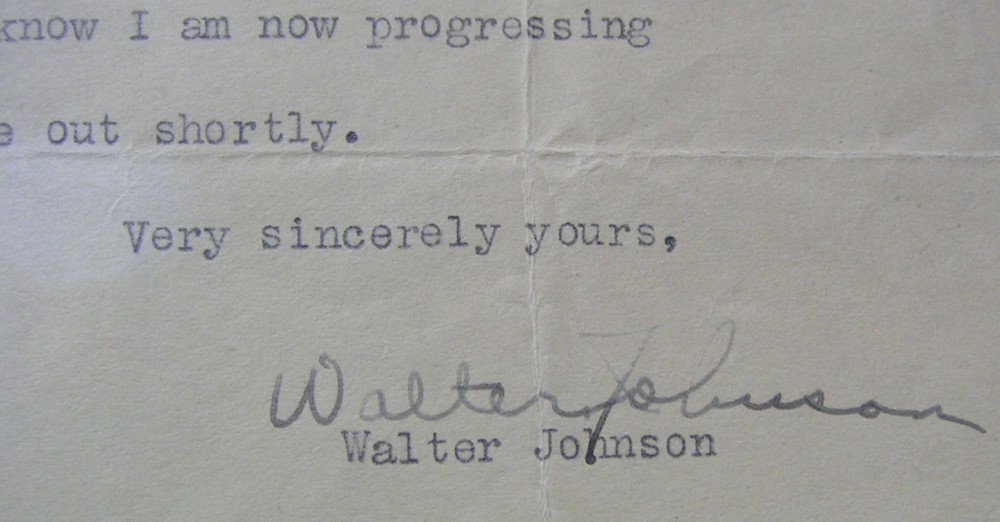 know I am now progressing
e out shortly.
Very sincerely yours,
Walter Johnson
Walter Johnson